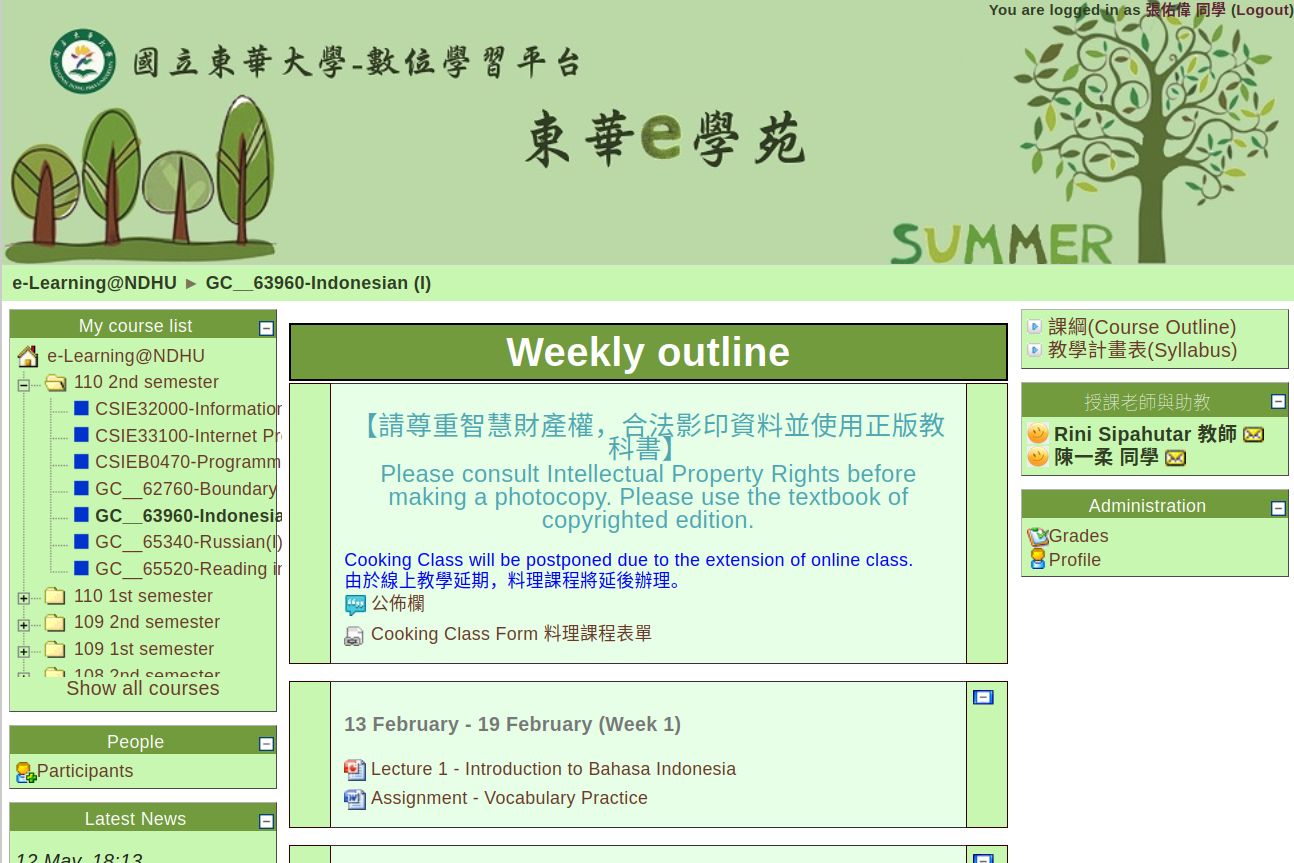 You are logged in as 張佑偉 同學 (Logout)
國立東華大學-數位學習平台
東華e學苑
SUMMER
e-Learning@NDHU ► GC__63960-Indonesian (I)
My course list
e-Learning@NDHU
110 2nd semester
CSIE32000-Information
CSIE33100-Internet Pr
CSIEB0470-Programm
GC__62760-Boundary
GC__63960-Indonesia
GC__65340-Russian(I)
GC__65520-Reading in
110 1st semester
109 2nd semester
109 1st semester
108 2nd semester
Show all courses
People
Participants
Latest News
12 May, 18:13
Weekly outline
【請尊重智慧財產權，合法影印資料並使用正版教
科書】
Please consult Intellectual Property Rights before
making a photocopy. Please use the textbook of
copyrighted edition.
Cooking Class will be postponed due to the extension of online class.
由於線上教學延期，料理課程將延後辦理。
公佈欄
Cooking Class Form 料理課程表單
13 February - 19 February (Week 1)
Lecture 1 - Introduction to Bahasa Indonesia
Assignment - Vocabulary Practice
課綱(Course Outline)
教學計畫表(Syllabus)
授課老師與助教
Rini Sipahutar 教師
陳一柔 同學
Administration
Grades
Profile